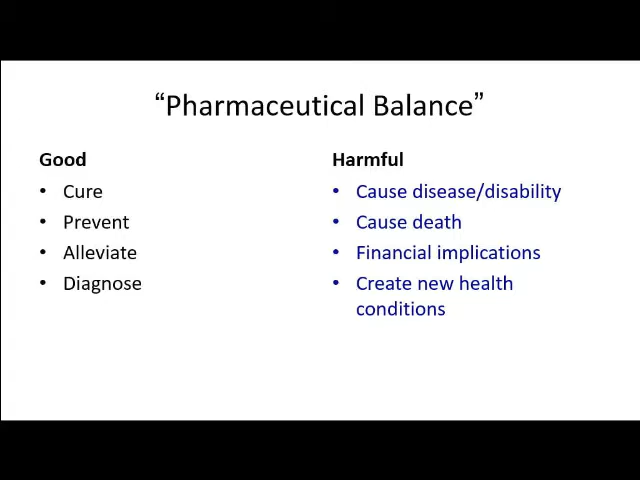 “Pharmaceutical Balance”
Good
• Cure
• Prevent
• Alleviate
• Diagnose
Harmful
• Cause disease/disability
• Cause death
• Financial implications
• Create new health
conditions